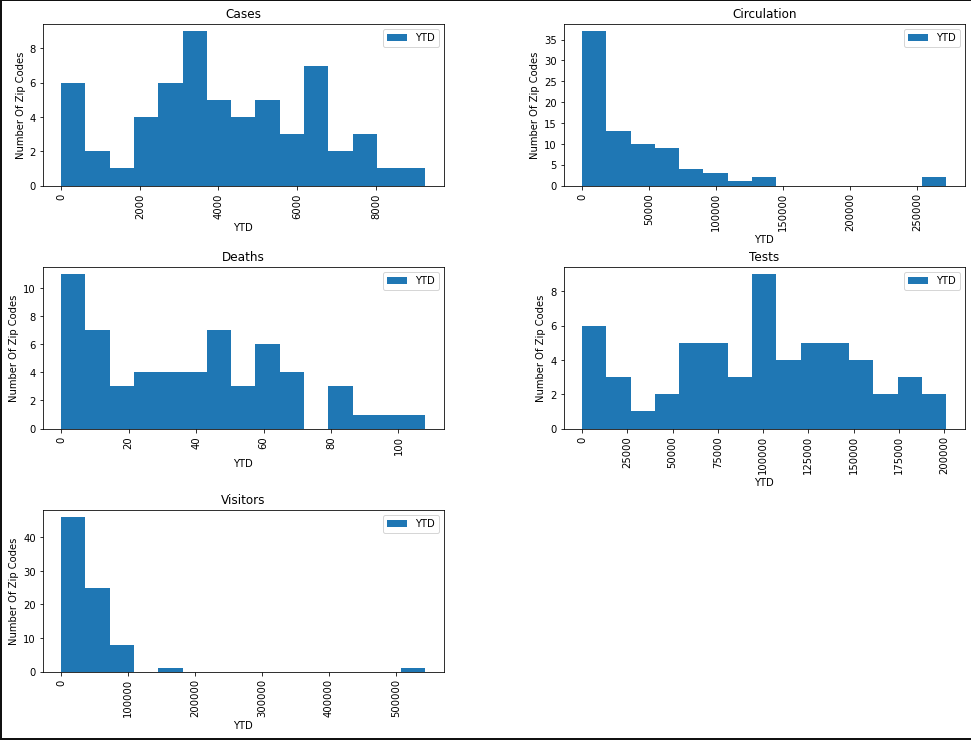 Cases
YTD
Number Of Zip Codes
8
6
4
2
0
0 2000 4000 6000 8000
YTD
Circulation
YTD
Number Of Zip Codes
35
30
25
20
15
10
5
0
0 50000 100000 150000 200000 250000
YTD
Deaths
YTD
Number Of Zip Codes
10
8
6
4
2
0
0 20 40 60 80 100
YTD
Tests
YTD
Number Of Zip Codes
8
6
4
2
0
0 25000 50000 75000 100000 125000 150000 175000 200000
YTD
Visitors
YTD
Number Of Zip Codes
40
30
20
10
0
0 100000 200000 300000 400000 500000
YTD